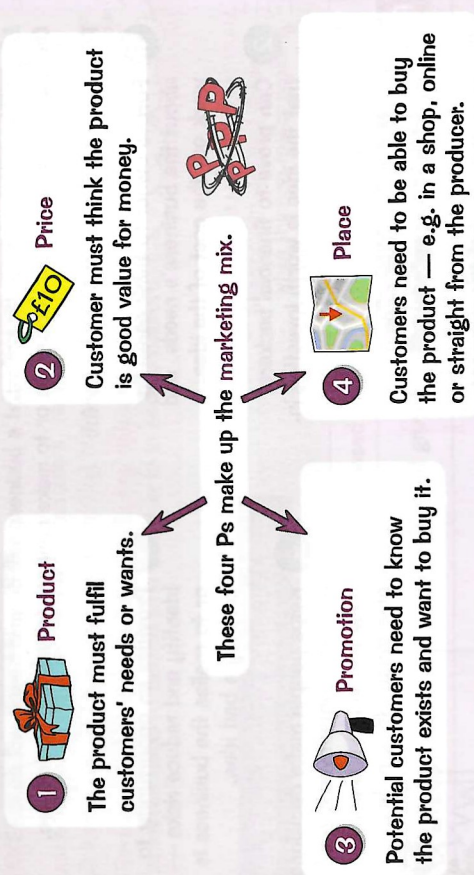 1 Product
The product must fulfil
customers' needs or wants.
2 £10 Price
Customer must think the product
is good value for money.
These four Ps make up the marketing mix.
P P P P
3 Promotion
Potential customers need to know
the product exists and want to buy it.
4 Place
Customers need to be able to buy
the product — e.g. in a shop, online
or straight from the producer.